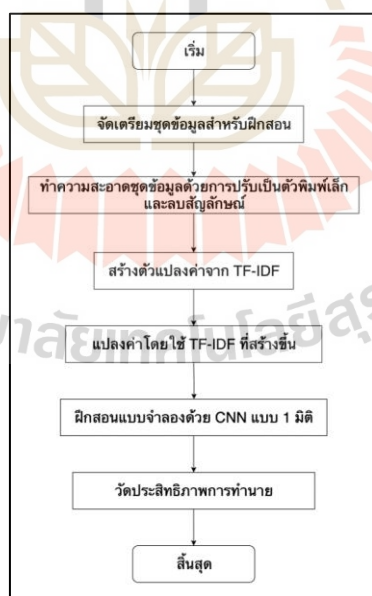 เริ่ม
จัดเตรียมชุดข้อมูลสำหรับฝึกสอน
ทำความสะอาดชุดข้อมูลด้วยการปรับเป็นตัวพิมพ์เล็ก
และลบสัญลักษณ์
สร้างตัวแปลงค่าจาก TF-IDF
แปลงค่าโดยใช้ TF-IDF ที่สร้างขึ้น
ฝึกสอนแบบจำลองด้วย CNN แบบ 1 มิติ
วัดประสิทธิภาพการทำนาย
สิ้นสุด